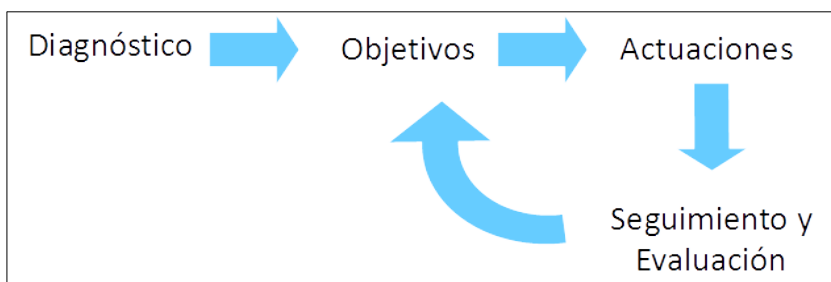 Diagnóstico
Objetivos
Actuaciones
Seguimiento y
Evaluación